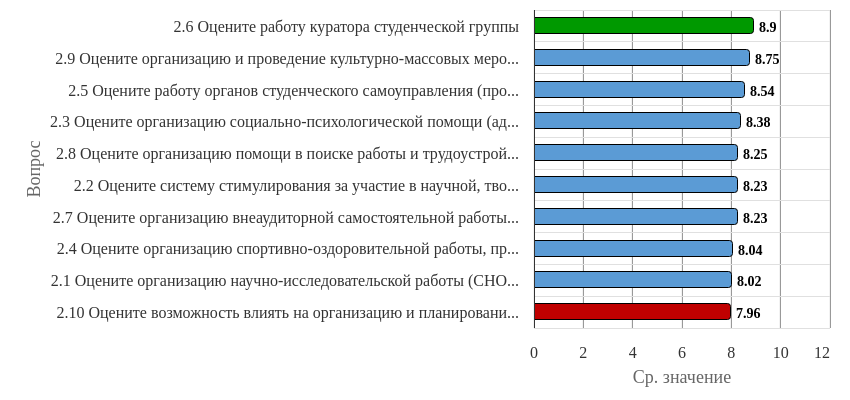 2.6 Оцените работу куратора студенческой группы 8.9
2.9 Оцените организацию и проведение культурно-массовых меро... 8.75
2.5 Оцените работу органов студенческого самоуправления (про... 8.54
2.3 Оцените организацию социально-психологической помощи (ад... 8.38
2.8 Оцените организацию помощи в поиске работы и трудоустрой... 8.25
2.2 Оцените систему стимулирования за участие в научной, тво... 8.23
2.7 Оцените организацию внеаудиторной самостоятельной работы... 8.23
2.4 Оцените организацию спортивно-оздоровительной работы, пр... 8.04
2.1 Оцените организацию научно-исследовательской работы (СНО... 8.02
2.10 Оцените возможность влиять на организацию и планировани... 7.96
Вопрос
0 2 4 6 8 10 12
Ср. значение